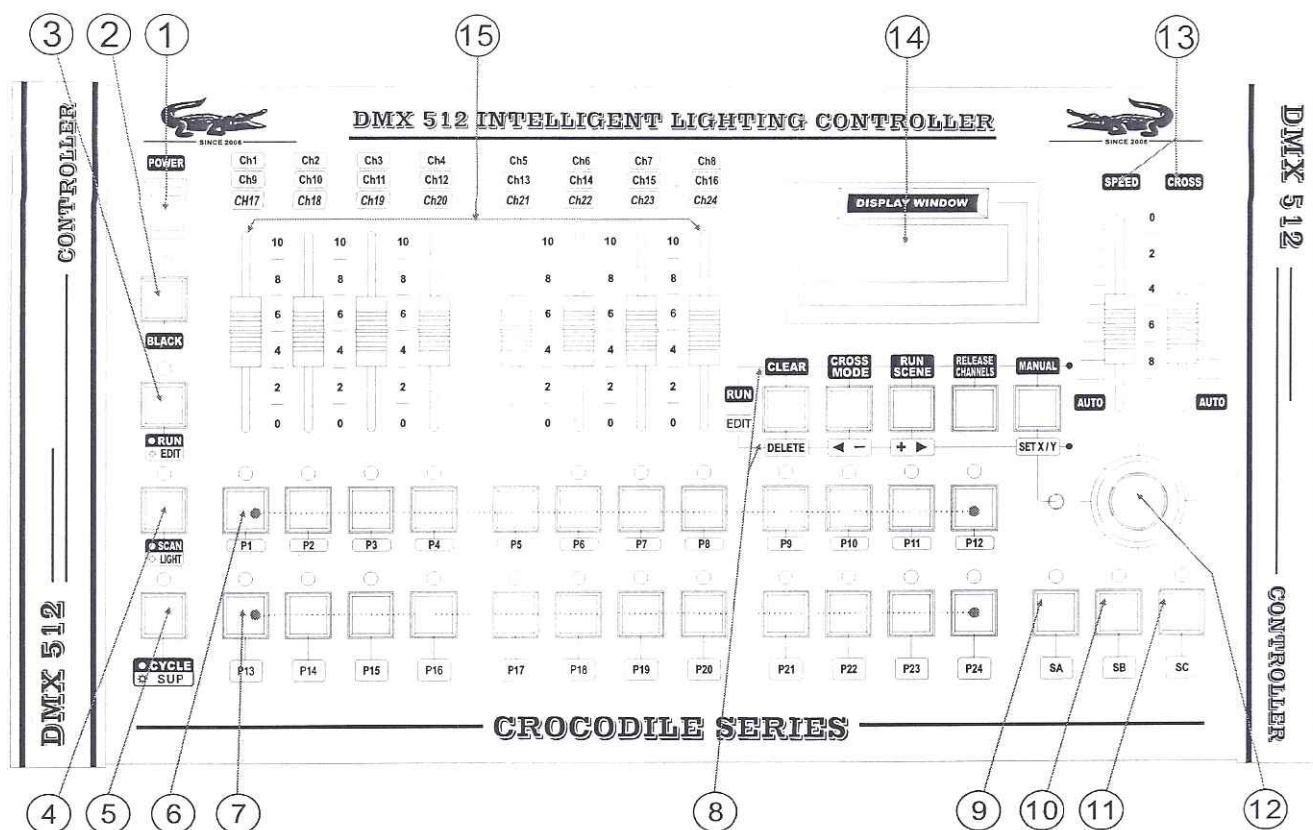 3 2 1 15 14 13
DMX 512 INTELLIGENT LIGHTING CONTROLLER
SINCE 2006
SINCE 2006
POWER
Ch1 Ch2 Ch3 Ch4 Ch5 Ch6 Ch7 Ch8
Ch9 Ch10 Ch11 Ch12 Ch13 Ch14 Ch15 Ch16
CH17 Ch18 Ch19 Ch20 Ch21 Ch22 Ch23 Ch24
SPEED CROSS
DISPLAY WINDOW
10 10 10 10 10 10
8 8 8 8 8 8
6 6 6 6 6 6
4 4 4 4 4 4
2 2 2 2 2 2
0 0 0 0 0 0
0
2
4
6
8
AUTO AUTO
BLACK
CLEAR CROSS MODE RUN SCENE RELEASE CHANNELS MANUAL
RUN
EDIT
DELETE ◀ − + ▶ SET X/Y
RUN
EDIT
P1 P2 P3 P4 P5 P6 P7 P8 P9 P10 P11 P12
SCAN
LIGHT
P13 P14 P15 P16 P17 P18 P19 P20 P21 P22 P23 P24 SA SB SC
CYCLE
SUP
CROCODILE SERIES
DMX 512 CONTROLLER
DMX 512 CONTROLLER
4 5 6 7 8 9 10 11 12